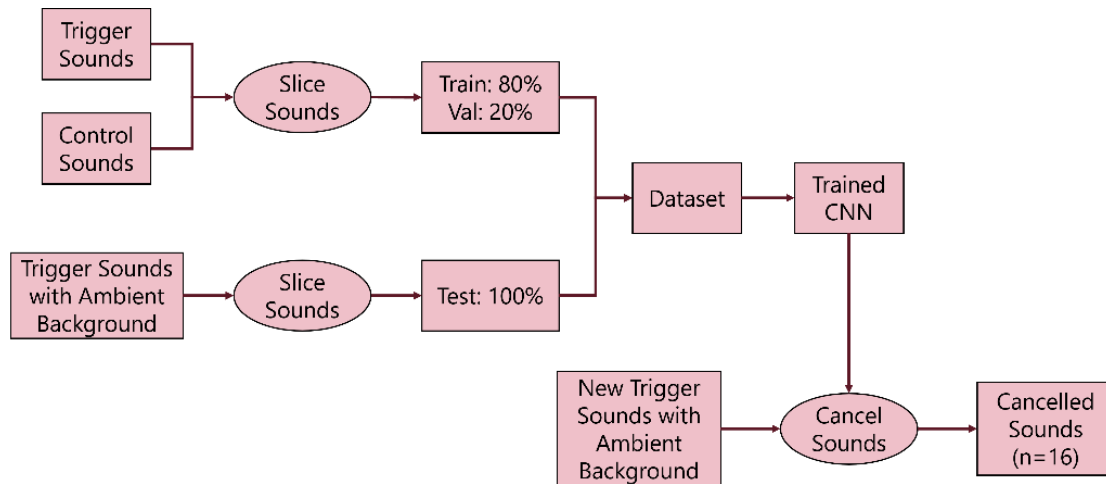 Trigger
Sounds
Control
Sounds
Slice
Sounds
Train: 80%
Val: 20%
Trigger Sounds
with Ambient
Background
Slice
Sounds
Test: 100%
Dataset
Trained
CNN
New Trigger
Sounds with
Ambient
Background
Cancel
Sounds
Cancelled
Sounds
(n=16)